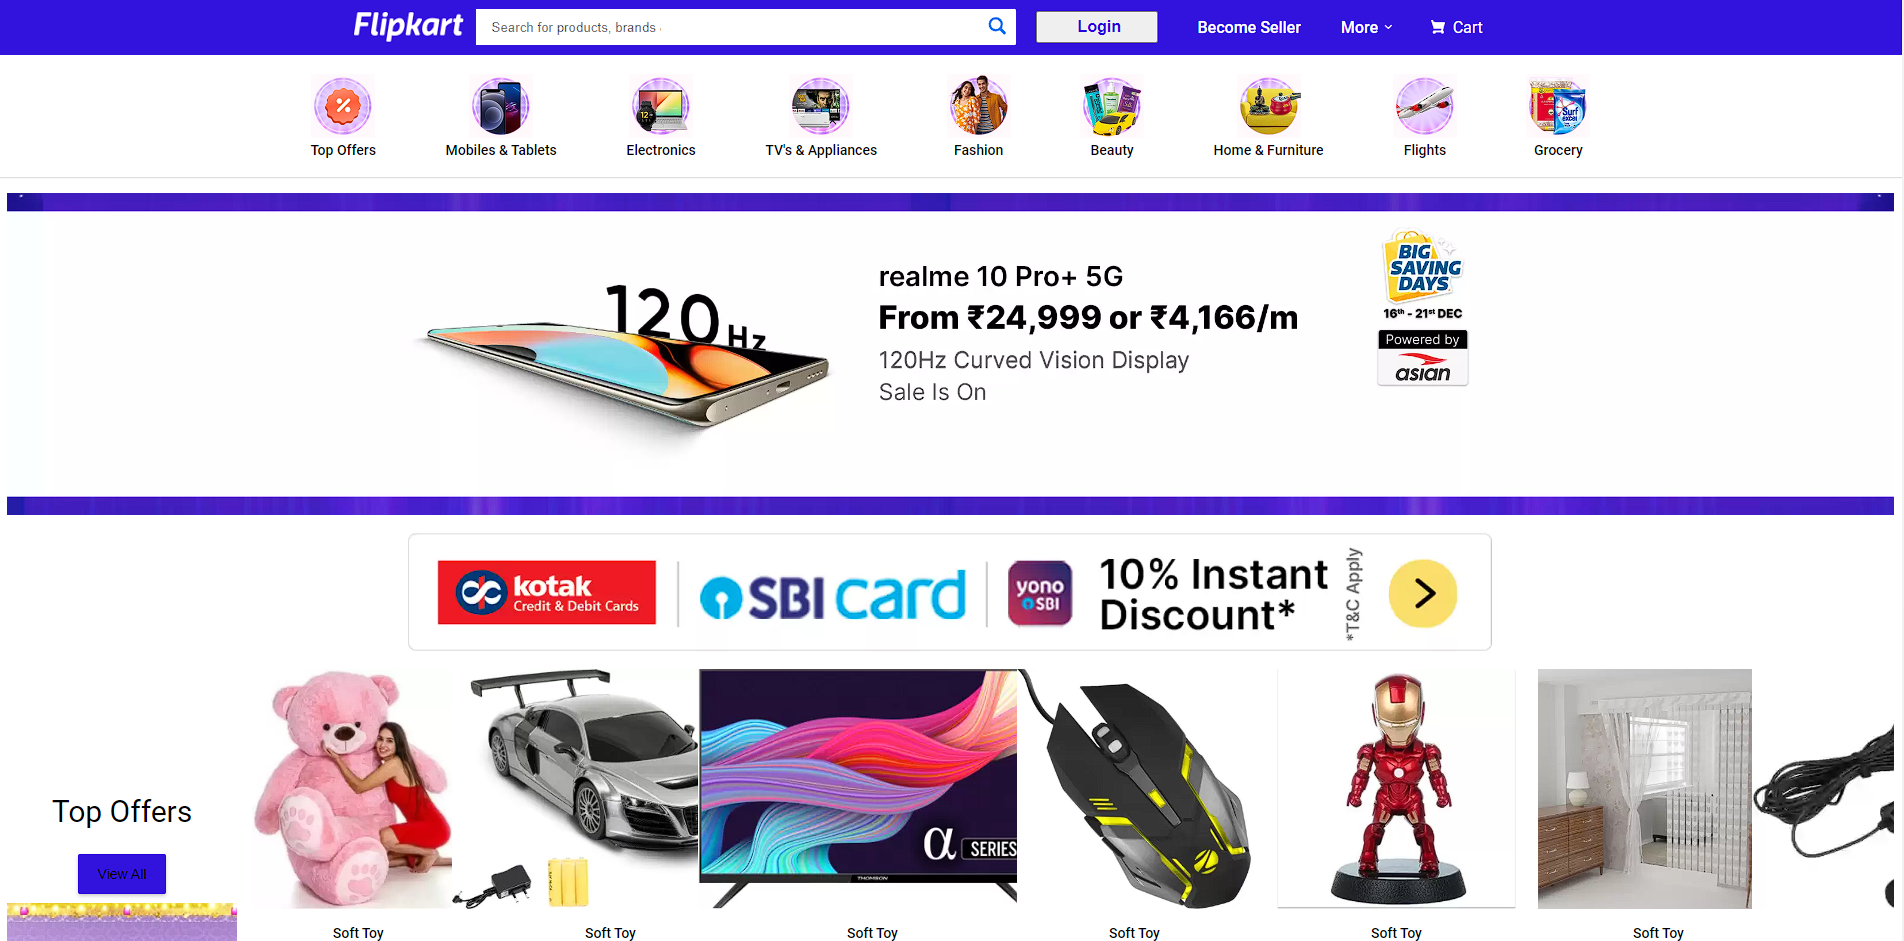 Flipkart
Search for products, brands
Login
Become Seller
More
Cart
Top Offers
Mobiles & Tablets
Electronics
TV's & Appliances
Fashion
Beauty
Home & Furniture
Flights
Grocery
12+
Surf
excel
120Hz
realme 10 Pro+ 5G
From ₹24,999 or ₹4,166/m
120Hz Curved Vision Display
Sale Is On
BIG
SAVING
DAYS
16th - 21st DEC
Powered by
asian
kotak
Credit & Debit Cards
SBI card
yono
SBI
10% Instant
Discount*
*T&C Apply
Top Offers
View All
α SERIES
THOMSON
Soft Toy
Soft Toy
Soft Toy
Soft Toy
Soft Toy
Soft Toy